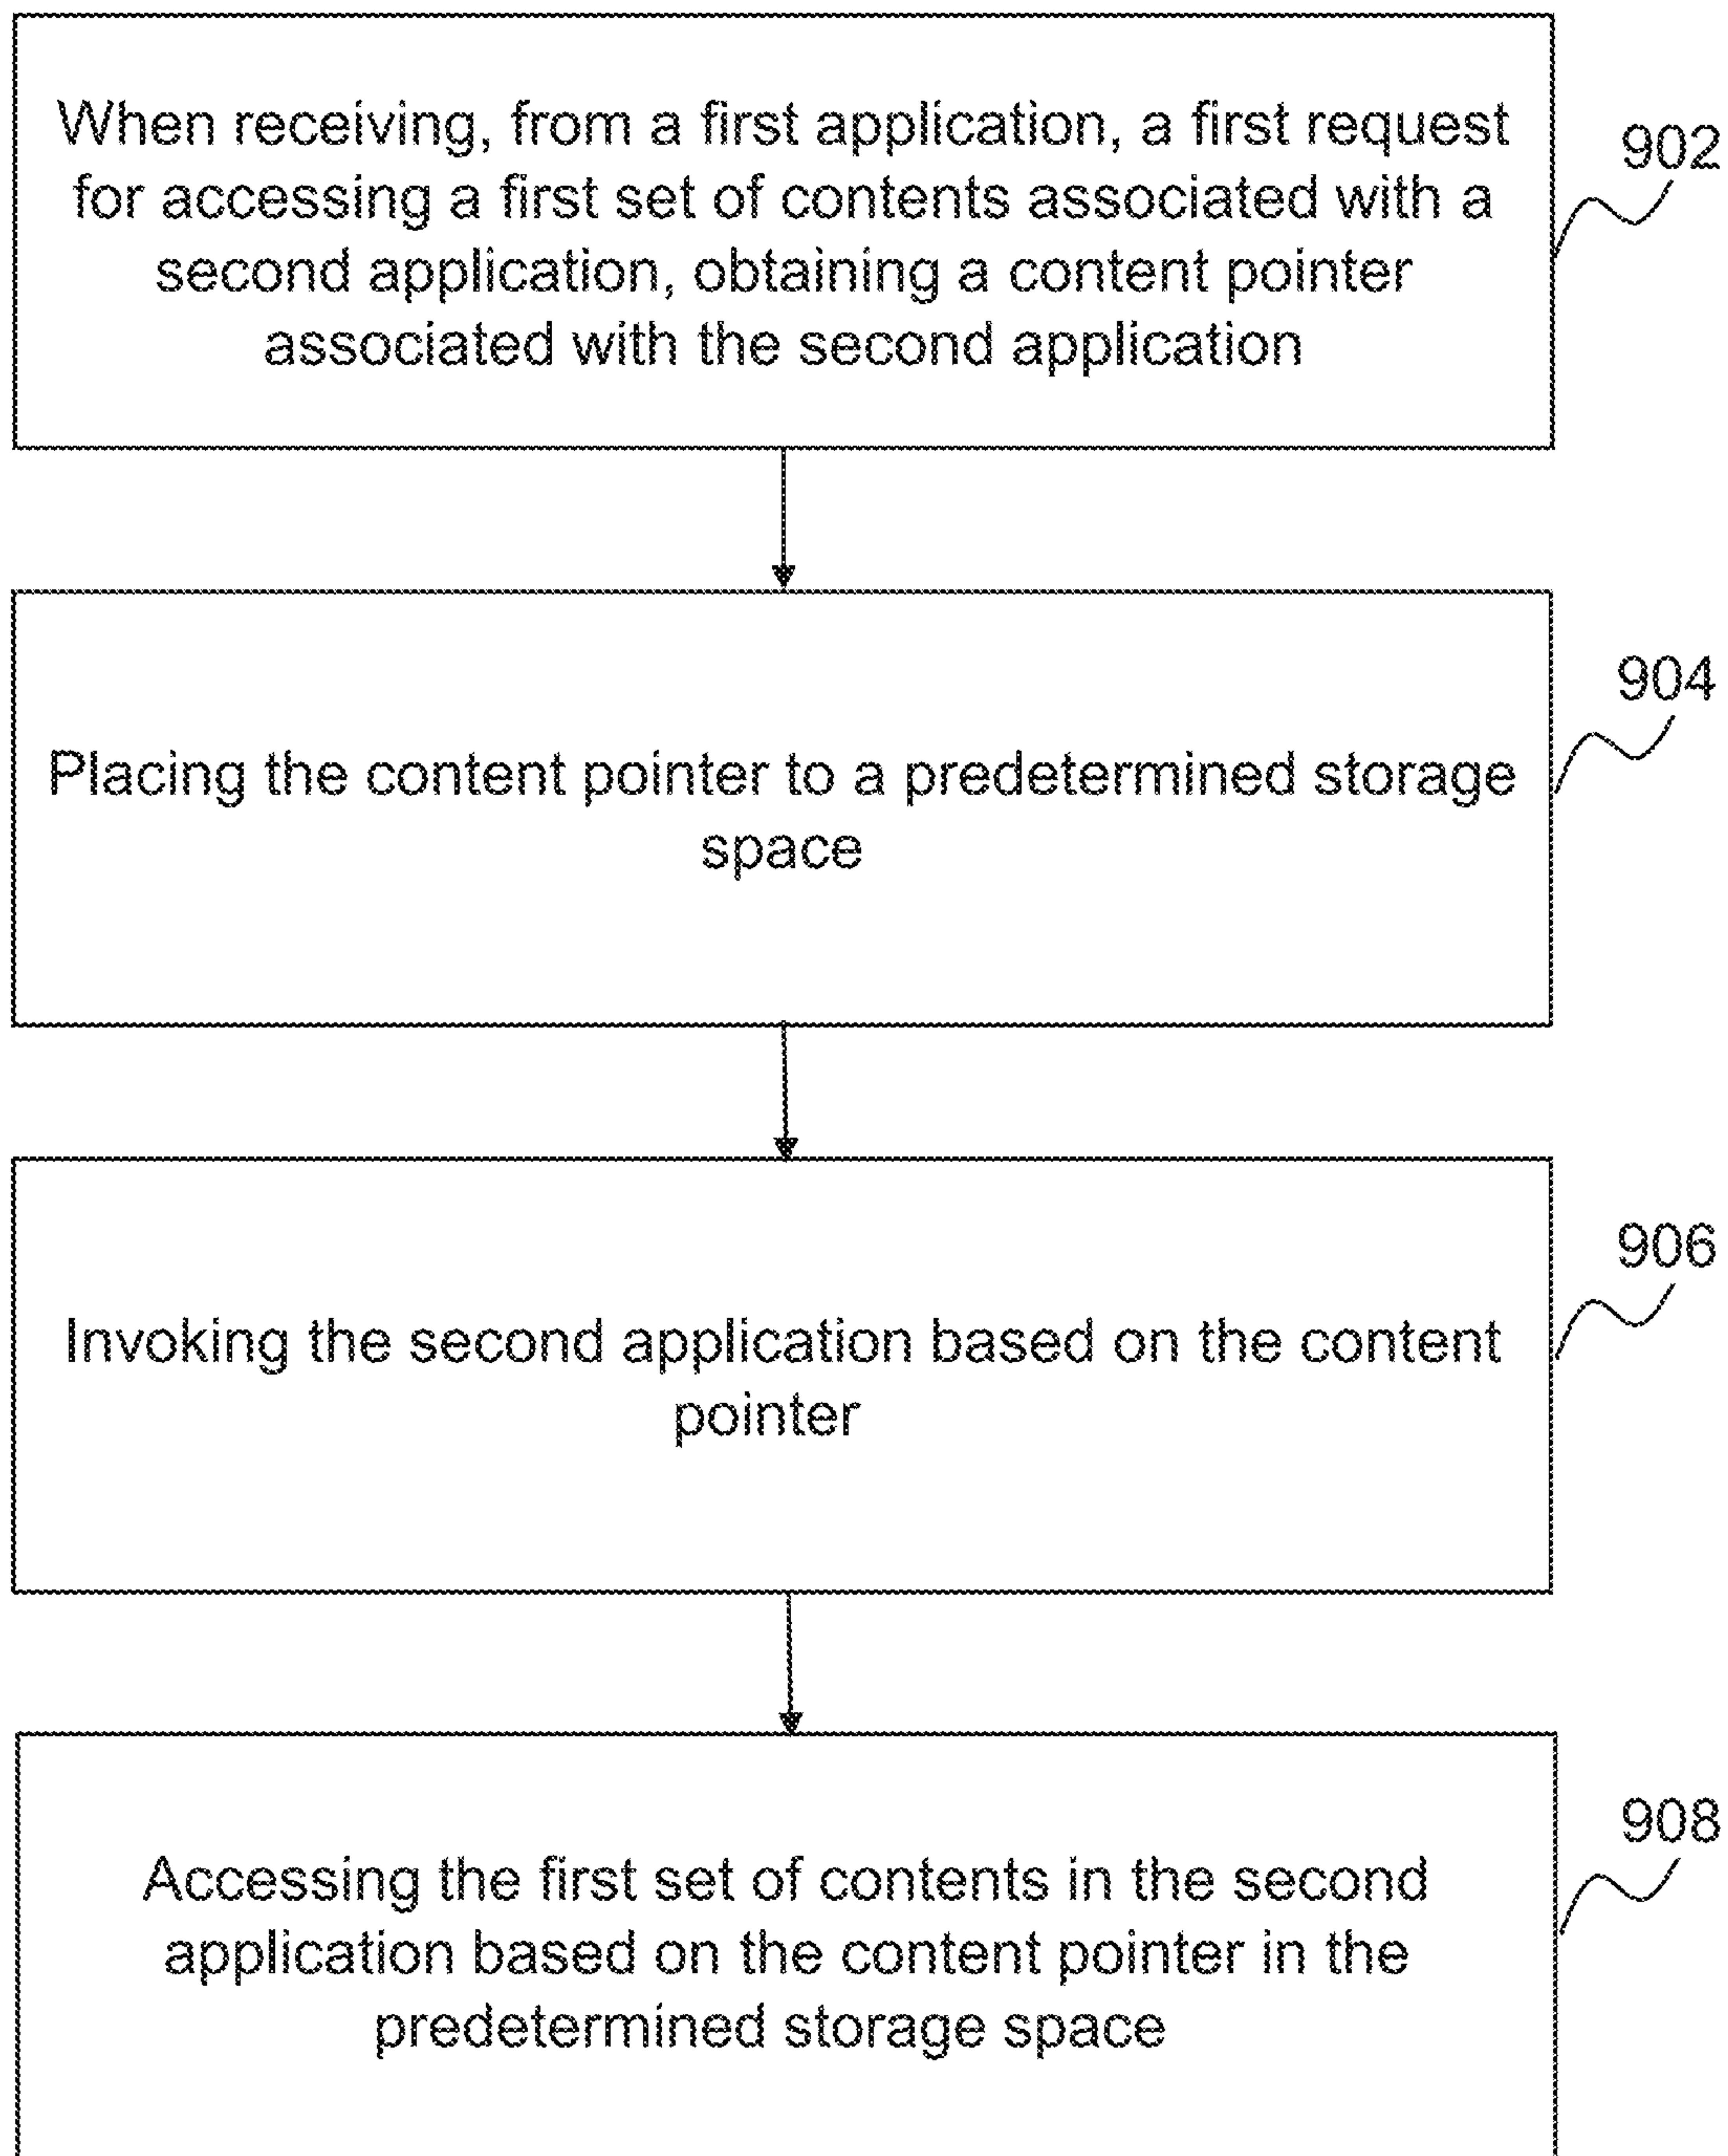 When receiving, from a first application, a first request
for accessing a first set of contents associated with a
second application, obtaining a content pointer
associated with the second application
902
Placing the content pointer to a predetermined storage
space
904
Invoking the second application based on the content
pointer
906
Accessing the first set of contents in the second
application based on the content pointer in the
predetermined storage space
908